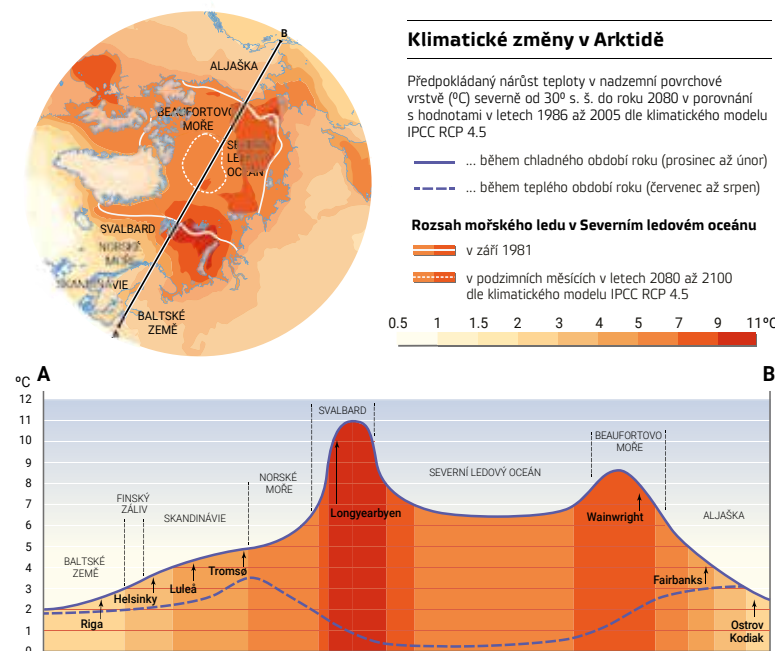 B
ALJAŠKA
BEAUFORTOVO
MOŘE
SEVERNÍ
LEDOVÝ
OCEÁN
SVALBARD
NORSKÉ
MOŘE
SKANDINÁVIE
BALTSKÉ
ZEMĚ
A
Klimatické změny v Arktidě
Předpokládaný nárůst teploty v nadzemní povrchové
vrstvě (ºC) severně od 30º s. š. do roku 2080 v porovnání
s hodnotami v letech 1986 až 2005 dle klimatického modelu
IPCC RCP 4.5
... během chladného období roku (prosinec až únor)
... během teplého období roku (červenec až srpen)
Rozsah mořského ledu v Severním ledovém oceánu
v září 1981
v podzimních měsících v letech 2080 až 2100
dle klimatického modelu IPCC RCP 4.5
0.5 1 1.5 2 3 4 5 7 9 11ºC
ºC A B
12
11
10
9
8
7
6
5
4
3
2
1
0
BALTSKÉ
ZEMĚ
FINSKÝ
ZÁLIV
SKANDINÁVIE
NORSKÉ
MOŘE
SVALBARD
SEVERNÍ LEDOVÝ OCEÁN
BEAUFORTOVO
MOŘE
ALJAŠKA
Riga
Helsinky
Luleå
Tromsø
Longyearbyen
Wainwright
Fairbanks
Ostrov
Kodiak